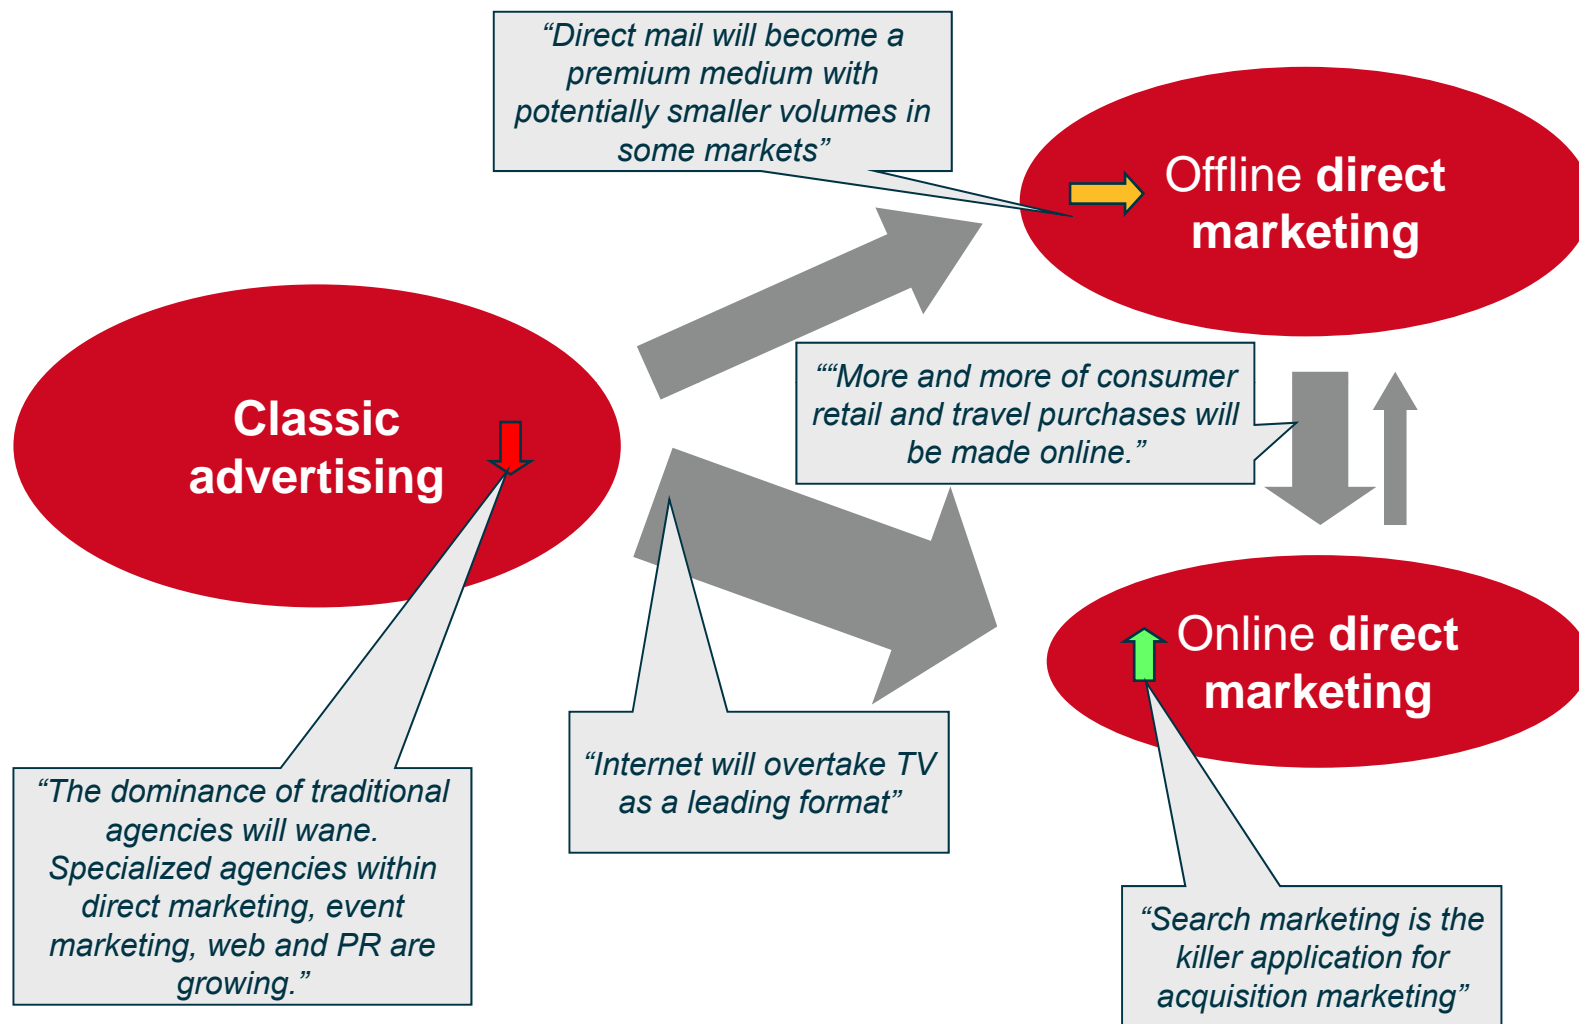 “Direct mail will become a
premium medium with
potentially smaller volumes in
some markets”
Offline direct
marketing
““More and more of consumer
retail and travel purchases will
be made online.”
Classic
advertising
Online direct
marketing
“Internet will overtake TV
as a leading format”
“The dominance of traditional
agencies will wane.
Specialized agencies within
direct marketing, event
marketing, web and PR are
growing.”
“Search marketing is the
killer application for
acquisition marketing”